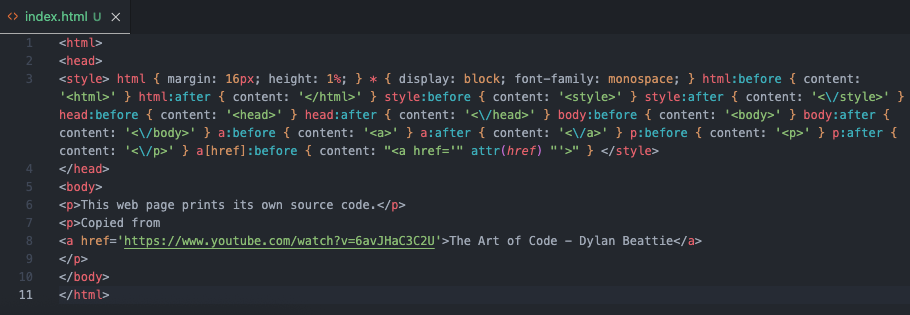 <> index.html U ×
1 <html>
2 <head>
3 <style> html { margin: 16px; height: 1%; } * { display: block; font-family: monospace; } html:before { content:
'<html>' } html:after { content: '</html>' } style:before { content: '<style>' } style:after { content: '<\/style>' }
head:before { content: '<head>' } head:after { content: '<\/head>' } body:before { content: '<body>' } body:after {
content: '<\/body>' } a:before { content: '<a>' } a:after { content: '<\/a>' } p:before { content: '<p>' } p:after {
content: '<\/p>' } a[href]:before { content: "<a href='" attr(href) "'>" } </style>
4 </head>
5 <body>
6 <p>This web page prints its own source code.</p>
7 <p>Copied from
8 <a href='https://www.youtube.com/watch?v=6avJHaC3C2U'>The Art of Code - Dylan Beattie</a>
9 </p>
10 </body>
11 </html>